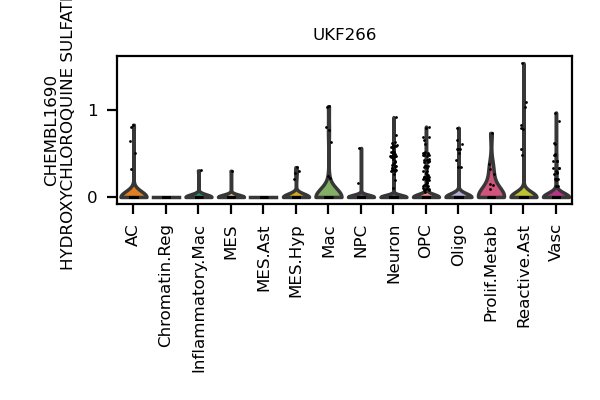 UKF266
CHEMBL1690
HYDROXYCHLOROQUINE
1
0
AC
Chromatin.Reg
Inflammatory.Mac
MES
MES.Ast
MES.Hyp
Mac
NPC
Neuron
OPC
Oligo
Prolif.Metab
Reactive.Ast
Vasc